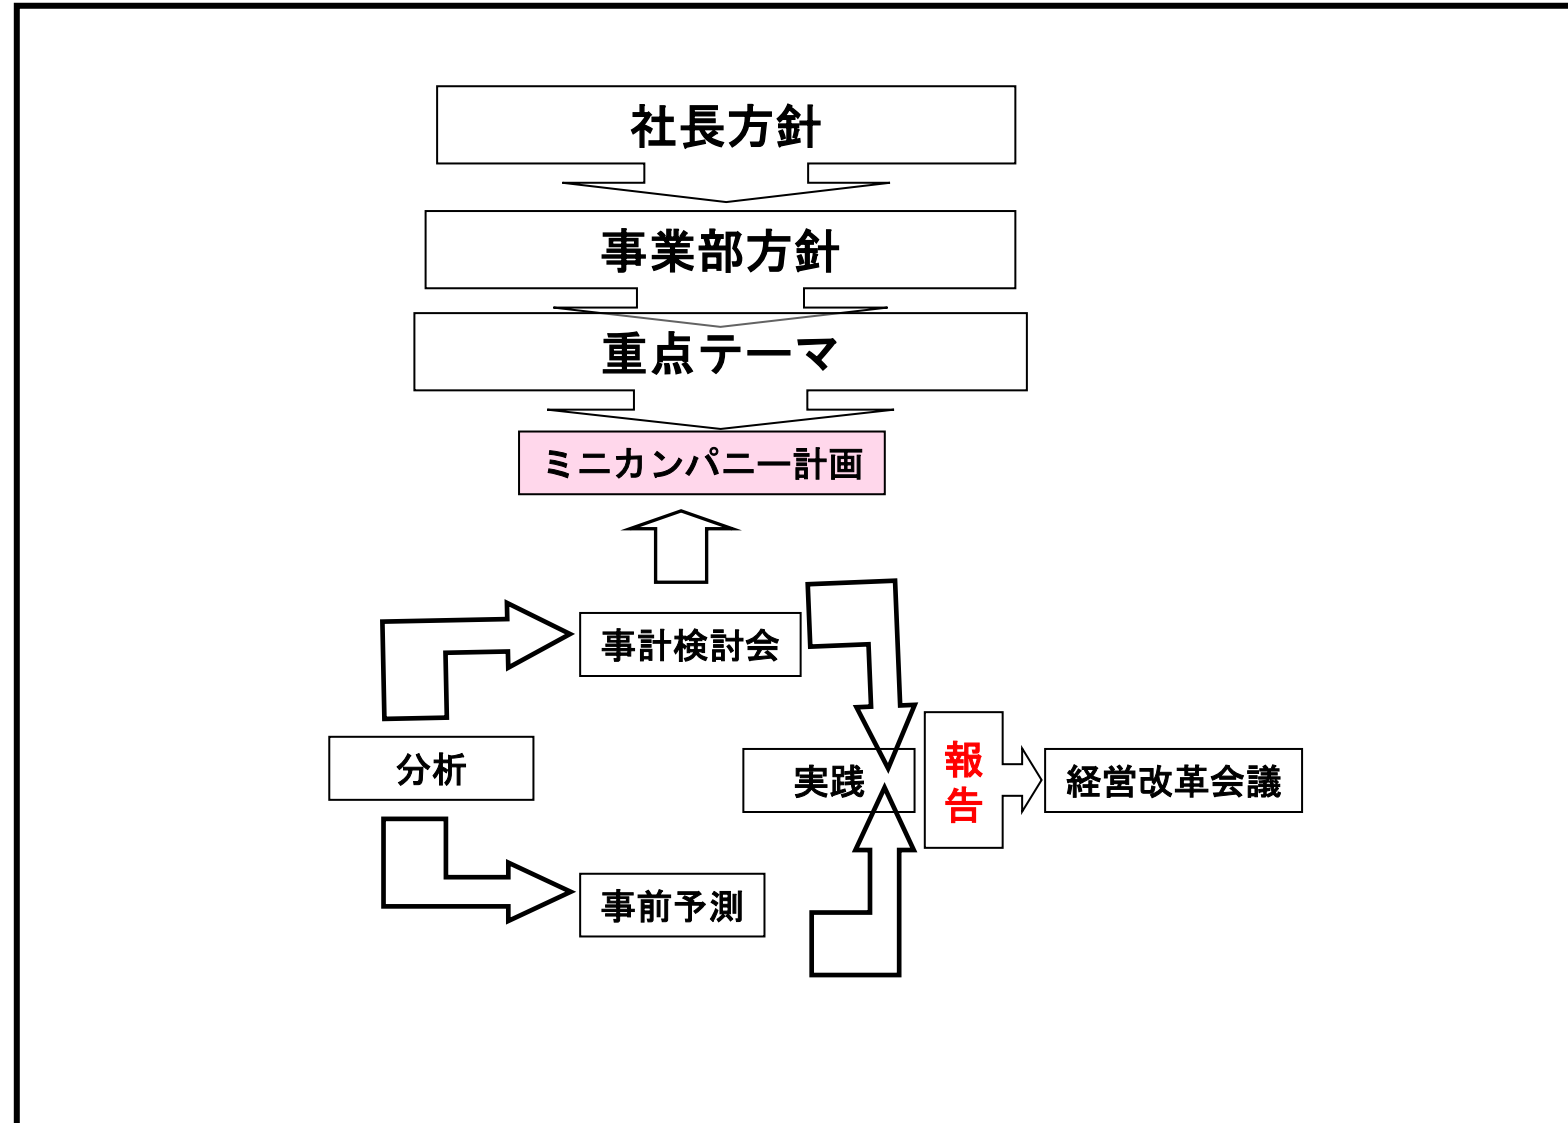 社長方針
事業部方針
重点テーマ
ミニカンパニー計画
事計検討会
分析
実践
報
告
経営改革会議
事前予測